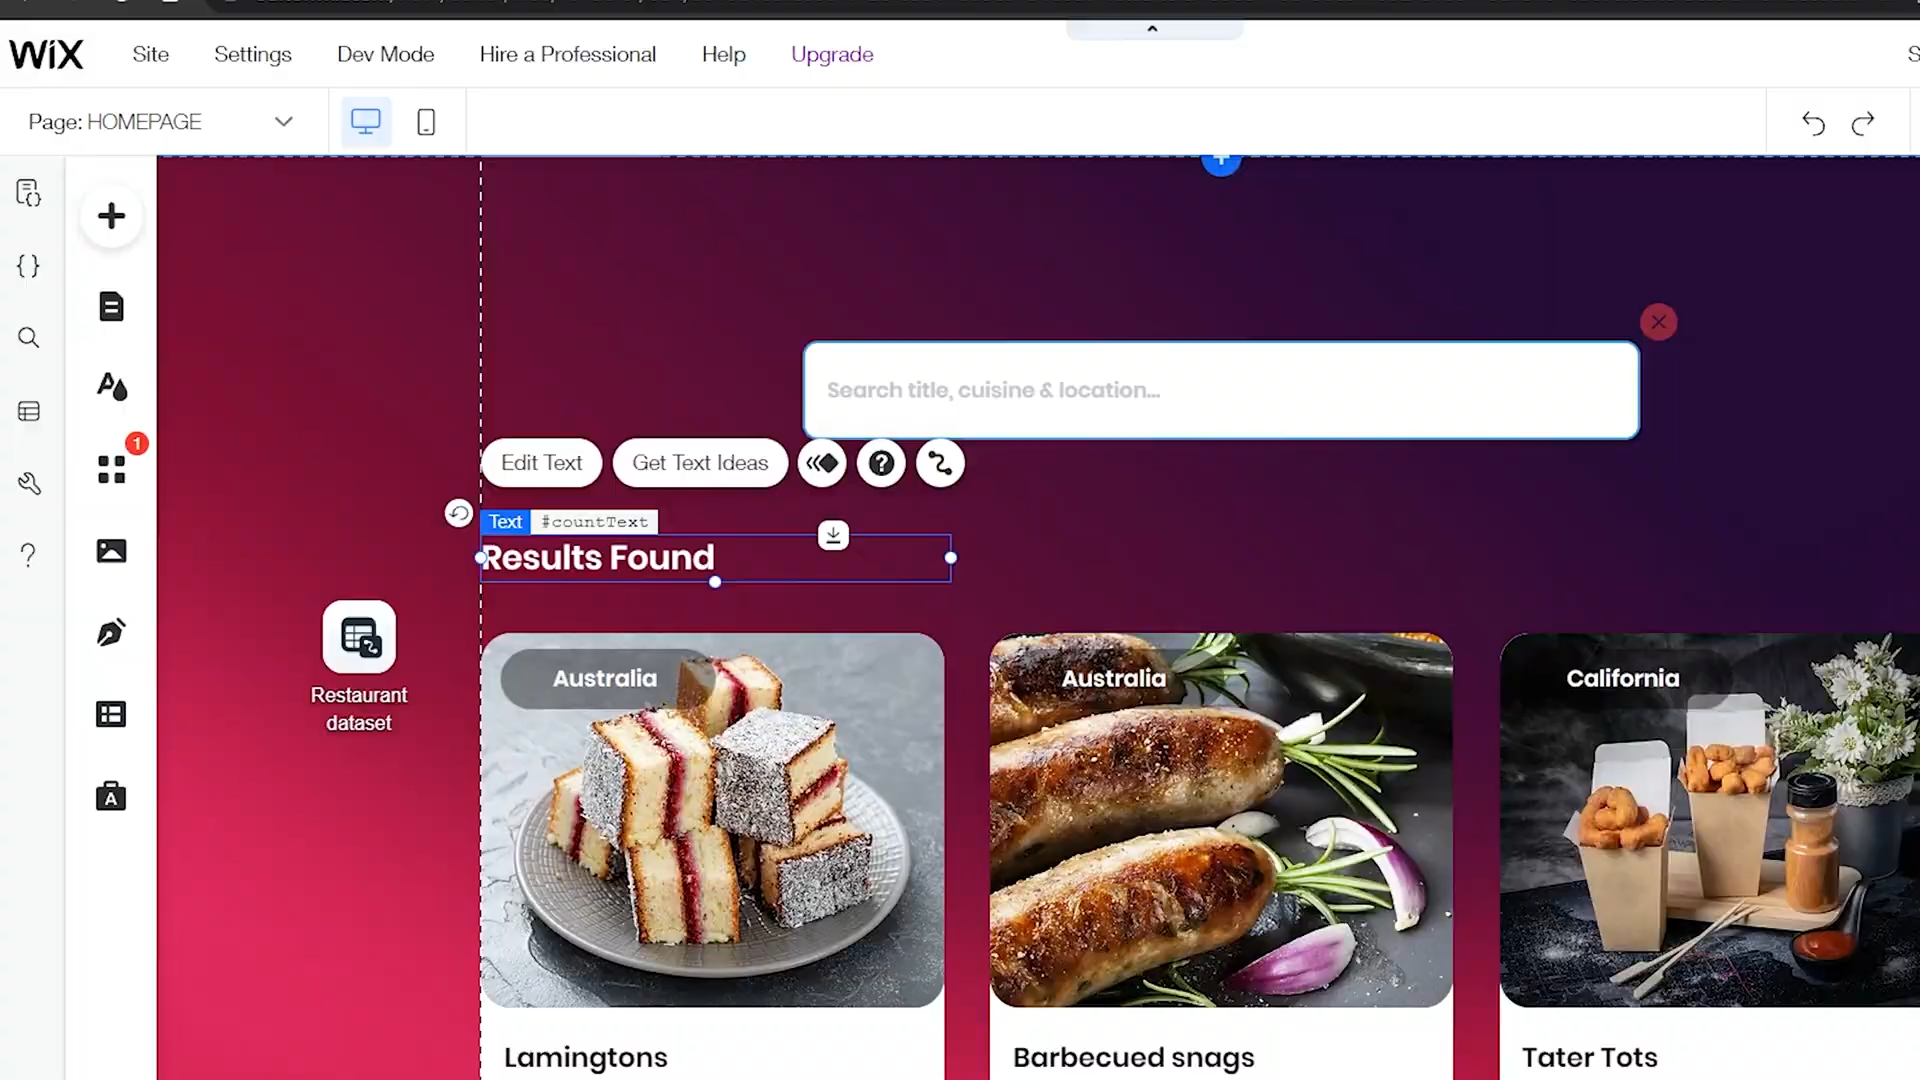 WiX Site Settings Dev Mode Hire a Professional Help Upgrade
Page: HOMEPAGE
Search title, cuisine & location...
1
Edit Text Get Text Ideas
Text #countText
Results Found
Restaurant
dataset
Australia Australia California
Lamingtons Barbecued snags Tater Tots